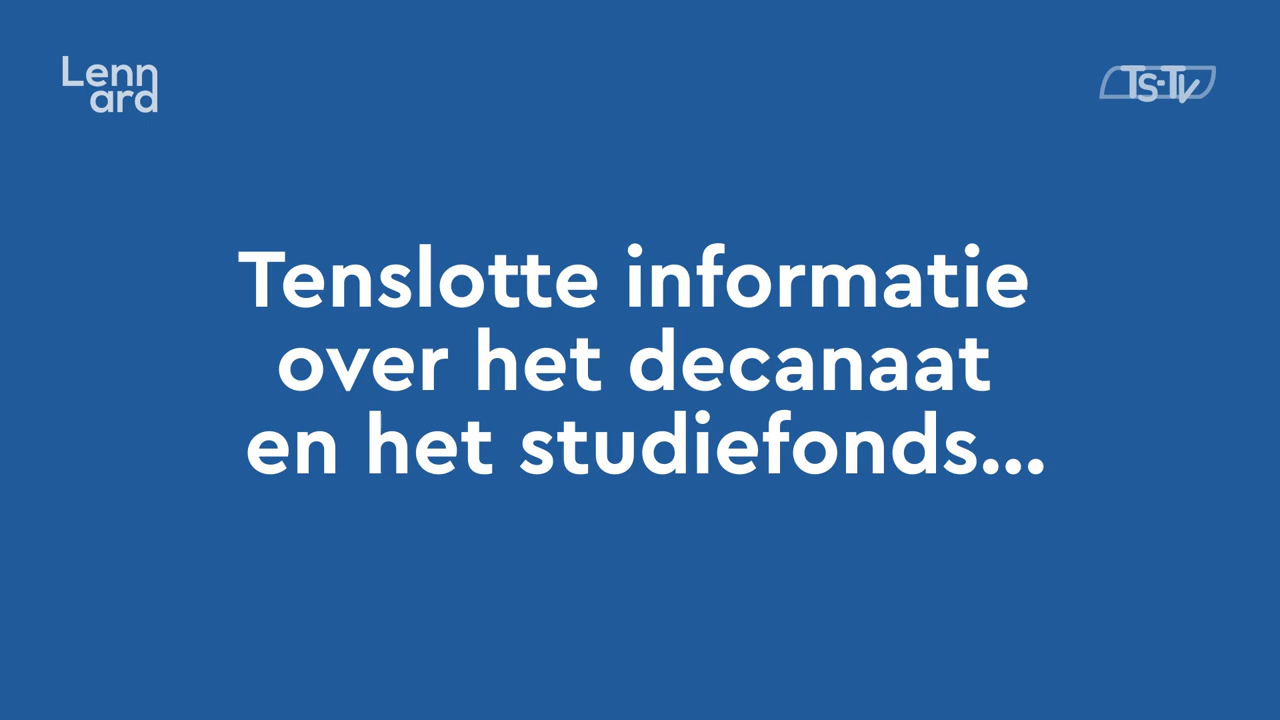 Lenn
ard
TS-Tv
Tenslotte informatie
over het decanaat
en het studiefonds...